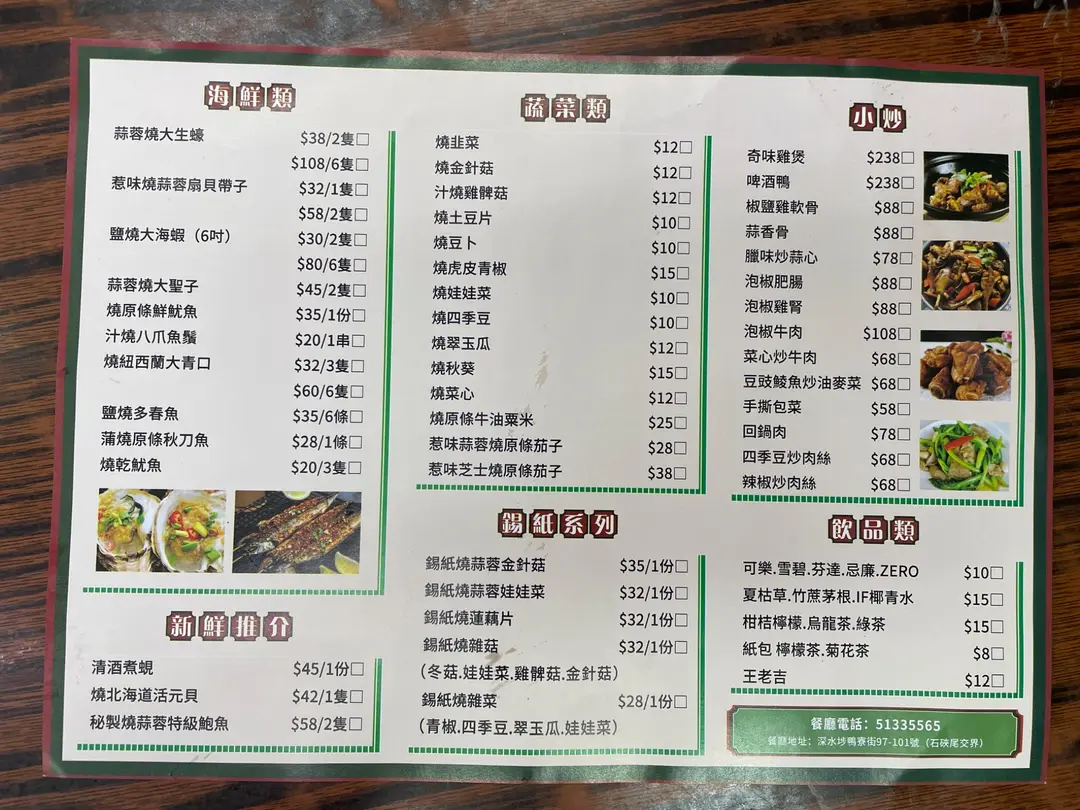 海鮮類
蒜蓉燒大生蠔 $38/2隻□
$108/6隻□
惹味燒蒜蓉扇貝帶子 $32/1隻□
$58/2隻□
鹽燒大海蝦（6吋） $30/2隻□
$80/6隻□
蒜蓉燒大聖子 $45/2隻□
燒原條鮮魷魚 $35/1份□
汁燒八爪魚鬚 $20/1串□
燒紐西蘭大青口 $32/3隻□
$60/6隻□
鹽燒多春魚 $35/6條□
蒲燒原條秋刀魚 $28/1條□
燒乾魷魚 $20/3隻□
新鮮推介
清酒煮蜆 $45/1份□
燒北海道活元貝 $42/1隻□
秘製燒蒜蓉特級鮑魚 $58/2隻□
蔬菜類
燒韭菜 $12□
燒金針菇 $12□
汁燒雞髀菇 $12□
燒土豆片 $10□
燒豆卜 $10□
燒虎皮青椒 $15□
燒娃娃菜 $10□
燒四季豆 $10□
燒翠玉瓜 $12□
燒秋葵 $15□
燒菜心 $12□
燒原條牛油粟米 $25□
惹味蒜蓉燒原條茄子 $28□
惹味芝士燒原條茄子 $38□
錫紙系列
錫紙燒蒜蓉金針菇 $35/1份□
錫紙燒蒜蓉娃娃菜 $32/1份□
錫紙燒蓮藕片 $32/1份□
錫紙燒雜菇 $32/1份□
（冬菇.娃娃菜.雞髀菇.金針菇）
錫紙燒雜菜 $28/1份□
（青椒.四季豆.翠玉瓜.娃娃菜）
小炒
奇味雞煲 $238□
啤酒鴨 $238□
椒鹽雞軟骨 $88□
蒜香骨 $88□
臘味炒蒜心 $78□
泡椒肥腸 $88□
泡椒雞腎 $88□
泡椒牛肉 $108□
菜心炒牛肉 $68□
豆豉鯪魚炒油麥菜 $68□
手撕包菜 $58□
回鍋肉 $78□
四季豆炒肉絲 $68□
辣椒炒肉絲 $68□
飲品類
可樂.雪碧.芬達.忌廉.ZERO $10□
夏枯草.竹蔗茅根.IF椰青水 $15□
柑桔檸檬.烏龍茶.綠茶 $15□
紙包 檸檬茶.菊花茶 $8□
王老吉 $12□
餐廳電話：51335565
餐廳地址：深水埗鴨寮街97-101號（石硤尾交界）